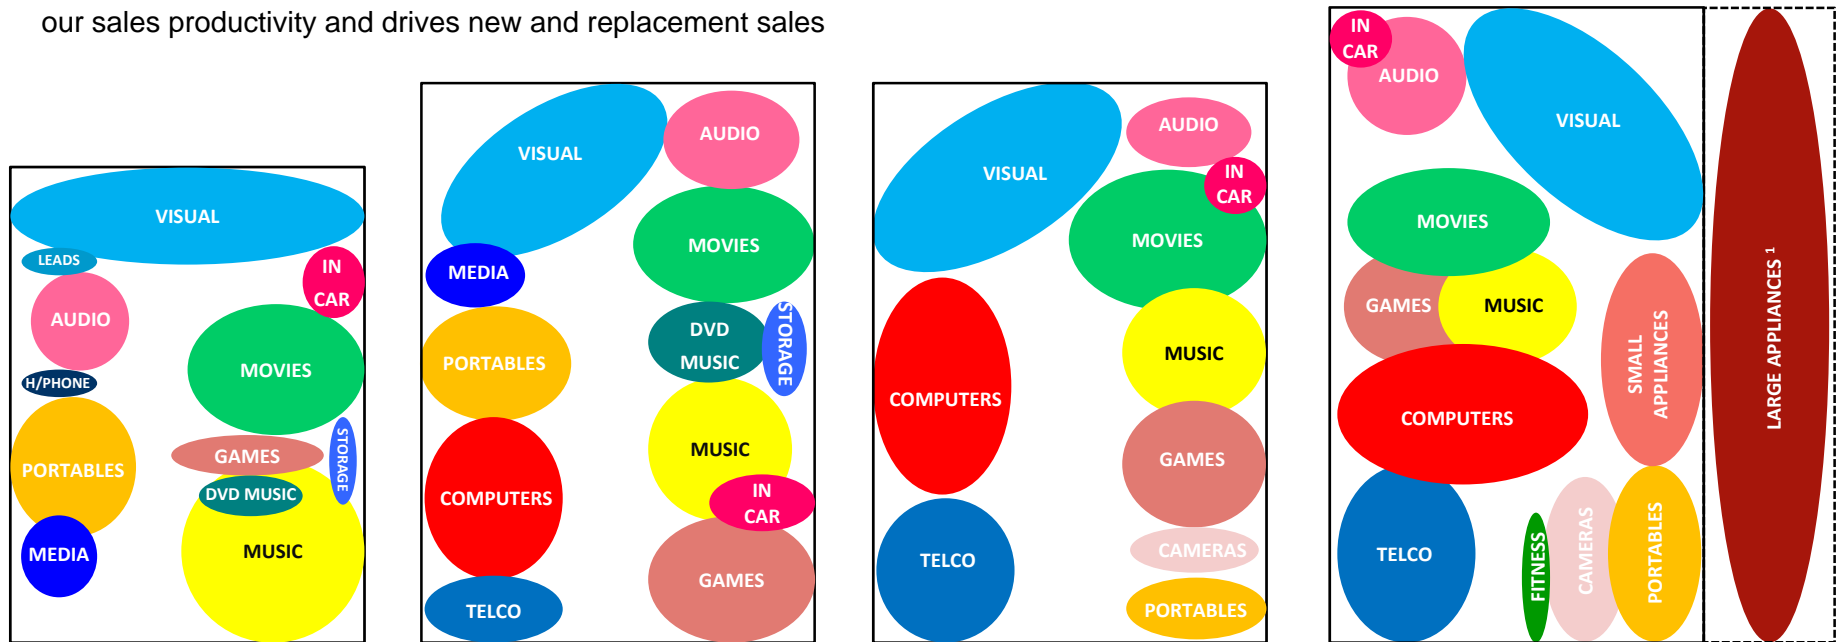 our sales productivity and drives new and replacement sales
VISUAL
LEADS
IN
CAR
AUDIO
MOVIES
H/PHONE
PORTABLES
GAMES
STORAGE
DVD MUSIC
MEDIA
MUSIC
VISUAL
AUDIO
MOVIES
MEDIA
PORTABLES
DVD
MUSIC
STORAGE
COMPUTERS
MUSIC
IN
CAR
TELCO
GAMES
VISUAL
AUDIO
IN
CAR
MOVIES
COMPUTERS
MUSIC
GAMES
TELCO
CAMERAS
PORTABLES
IN
CAR
AUDIO
VISUAL
MOVIES
GAMES
MUSIC
SMALL
APPLIANCES
COMPUTERS
TELCO
FITNESS
CAMERAS
PORTABLES
LARGE APPLIANCES 1